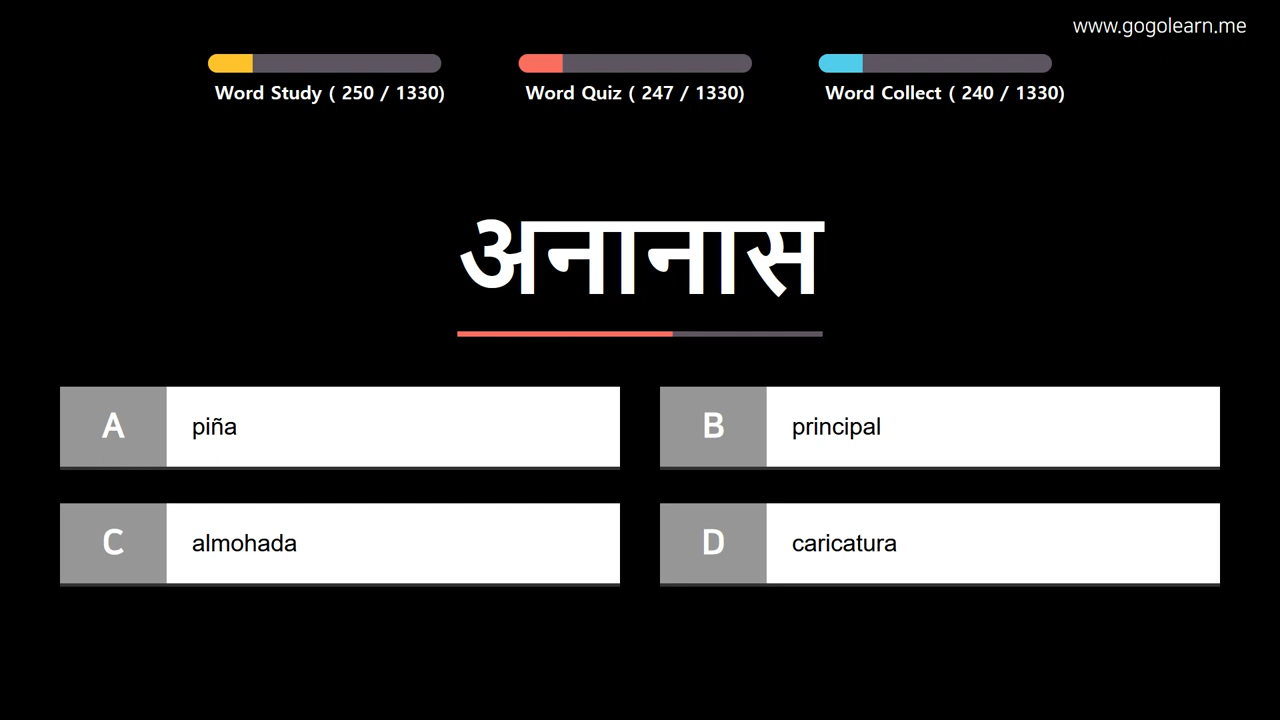 www.gogolearn.me
Word Study ( 250 / 1330)
Word Quiz ( 247 / 1330)
Word Collect ( 240 / 1330)
अनानास
A piña
B principal
C almohada
D caricatura